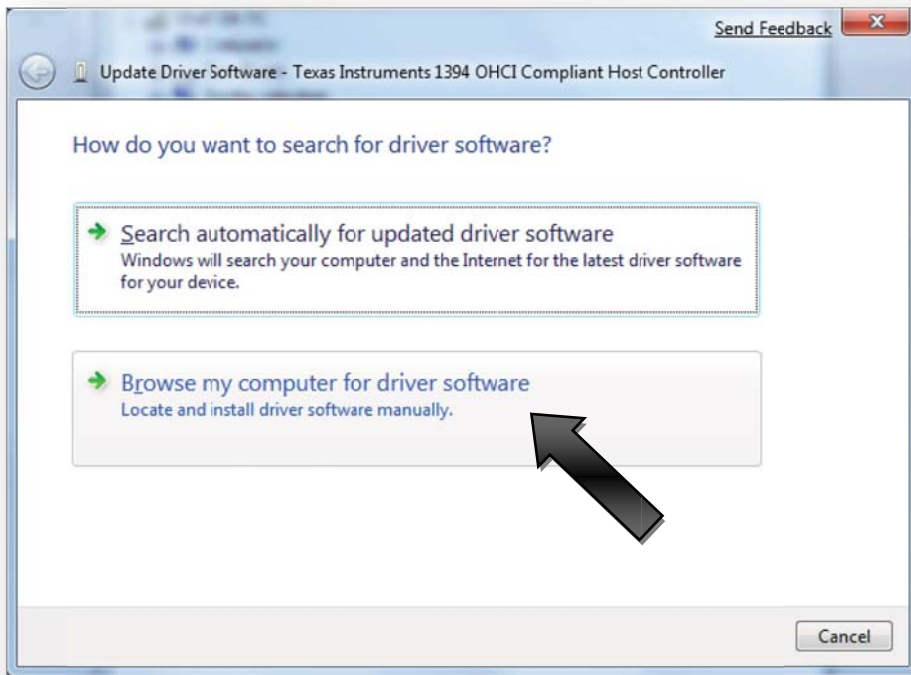 Send Feedback
Update Driver Software - Texas Instruments 1394 OHCI Compliant Host Controller
How do you want to search for driver software?
Search automatically for updated driver software
Windows will search your computer and the Internet for the latest driver software
for your device.
Browse my computer for driver software
Locate and install driver software manually.
Cancel